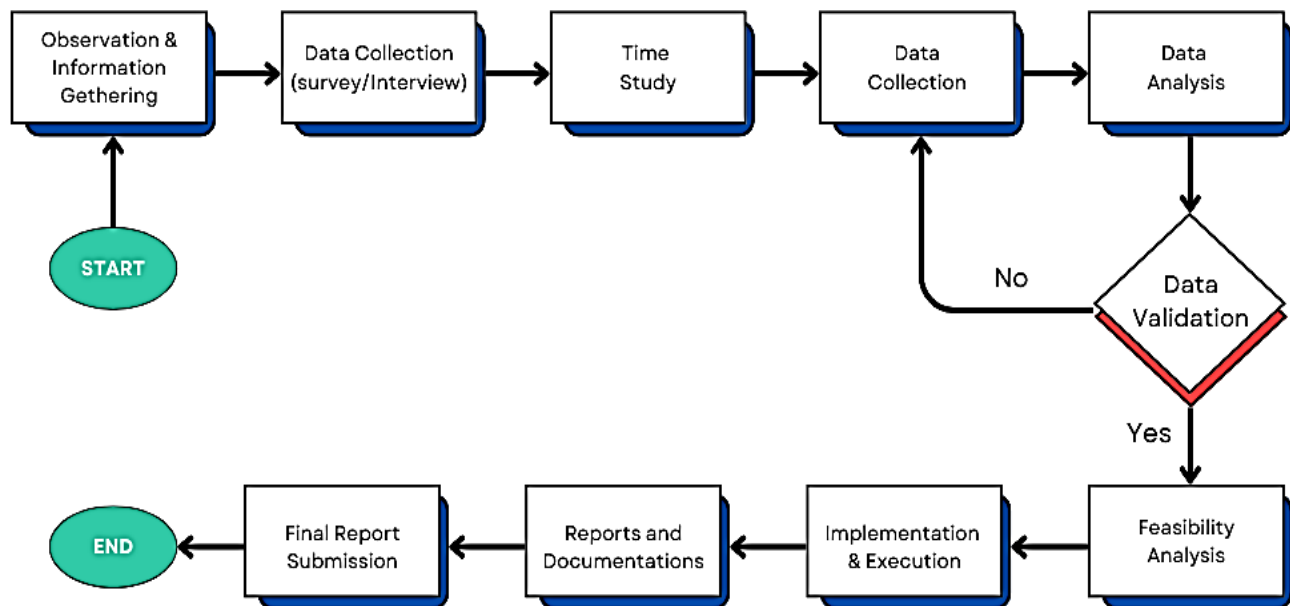 Observation &
Information
Gethering
Data Collection
(survey/Interview)
Time
Study
Data
Collection
Data
Analysis
START
No
Data
Validation
Yes
END
Final Report
Submission
Reports and
Documentations
Implementation
& Execution
Feasibility
Analysis